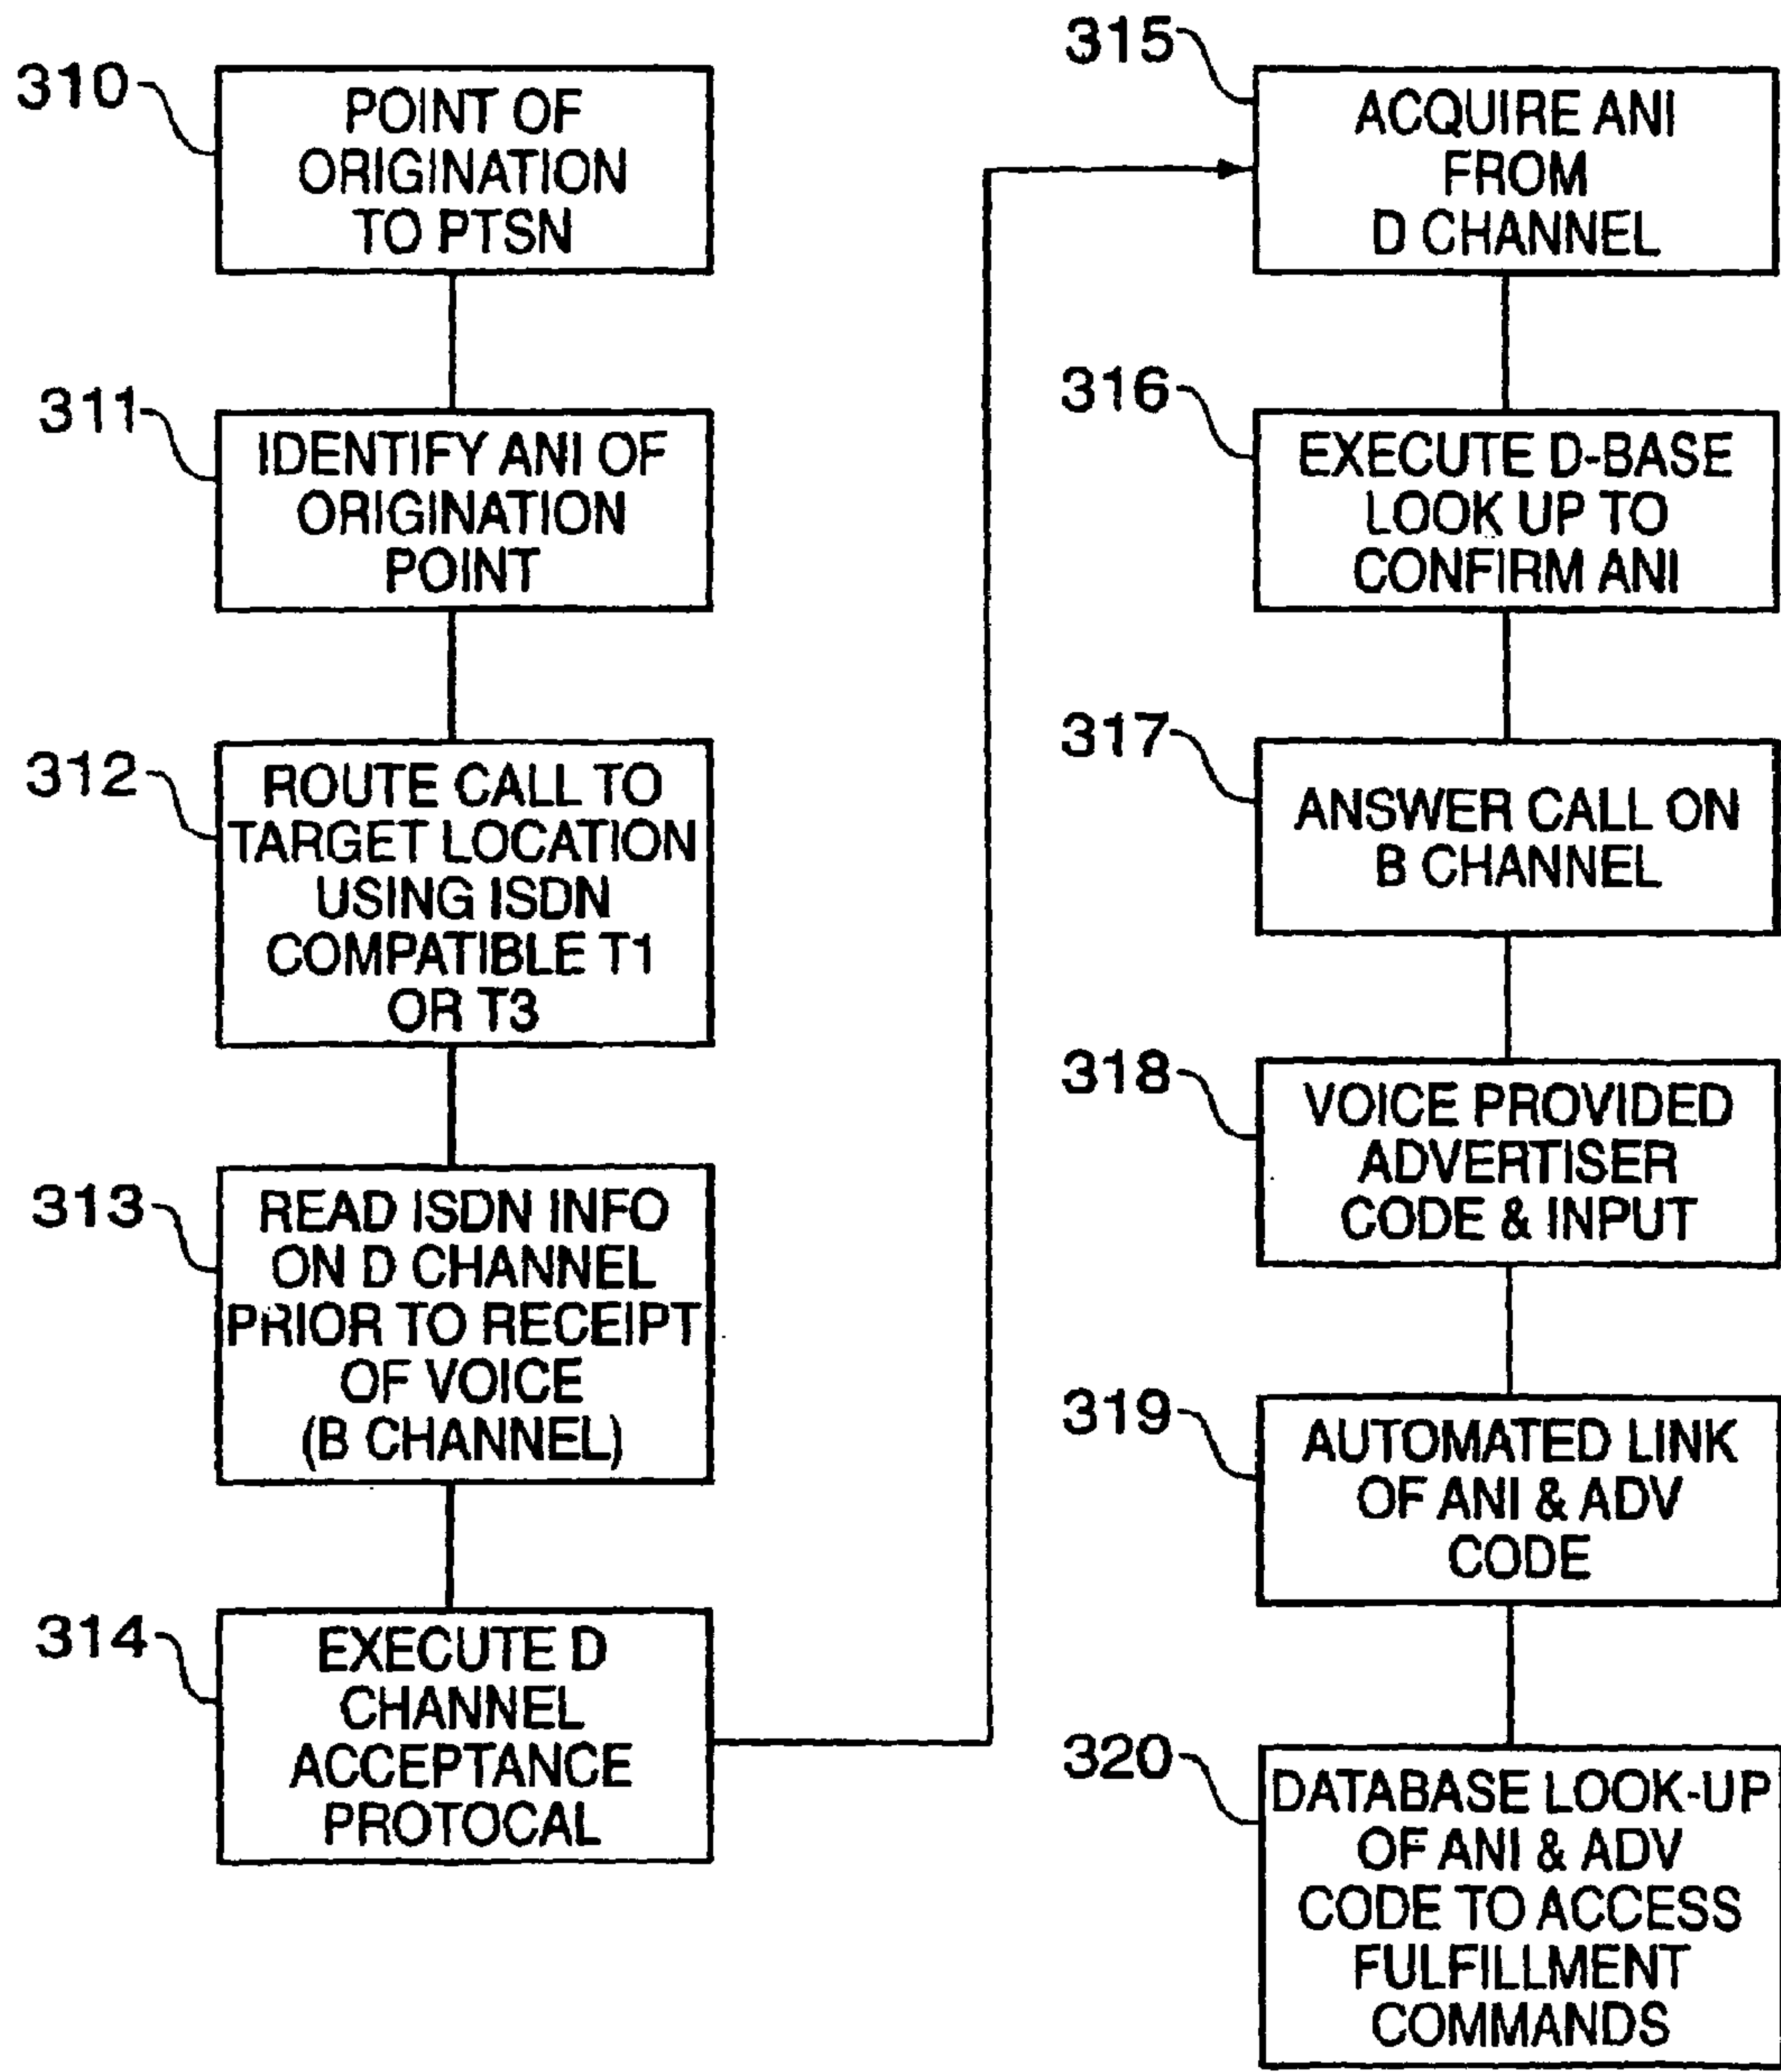 310
POINT OF
ORIGINATION
TO PTSN
311
IDENTIFY ANI OF
ORIGINATION
POINT
312
ROUTE CALL TO
TARGET LOCATION
USING ISDN
COMPATIBLE T1
OR T3
313
READ ISDN INFO
ON D CHANNEL
PRIOR TO RECEIPT
OF VOICE
(B CHANNEL)
314
EXECUTE D
CHANNEL
ACCEPTANCE
PROTOCAL
315
ACQUIRE ANI
FROM
D CHANNEL
316
EXECUTE D-BASE
LOOK UP TO
CONFIRM ANI
317
ANSWER CALL ON
B CHANNEL
318
VOICE PROVIDED
ADVERTISER
CODE & INPUT
319
AUTOMATED LINK
OF ANI & ADV
CODE
320
DATABASE LOOK-UP
OF ANI & ADV
CODE TO ACCESS
FULFILLMENT
COMMANDS